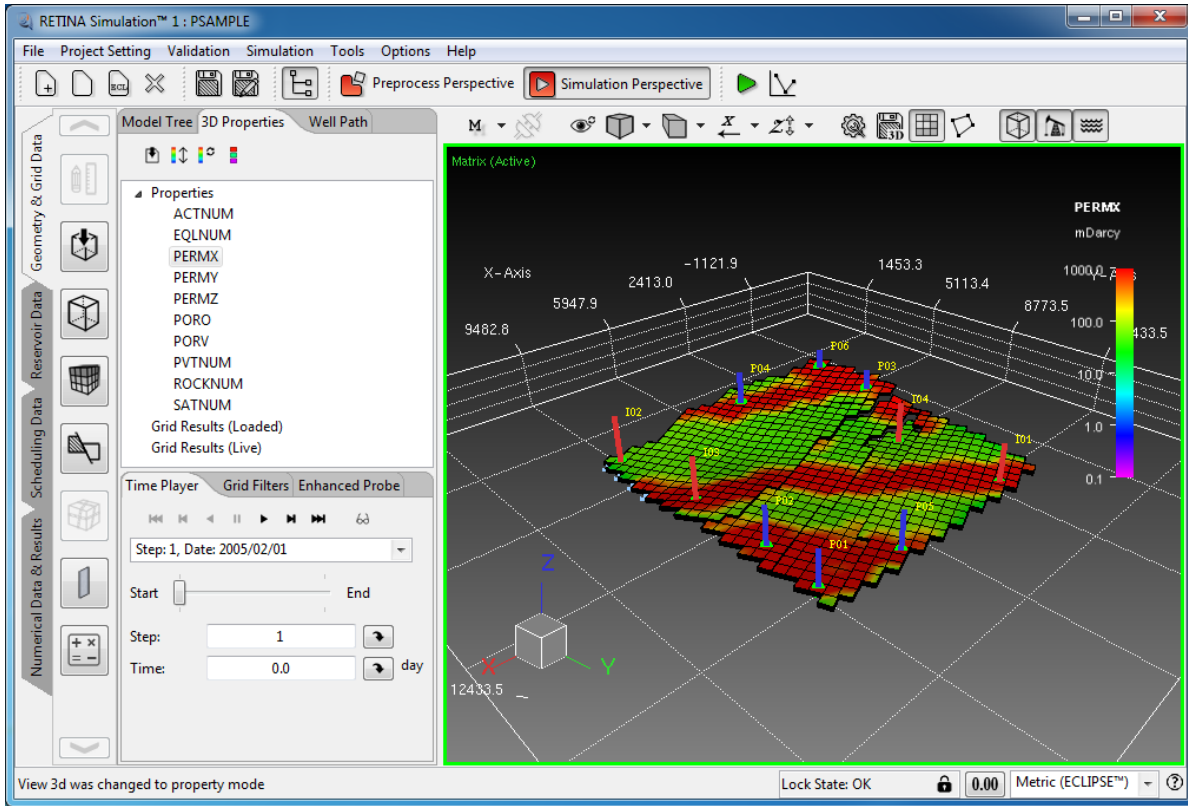 RETINA Simulation™ 1 : PSAMPLE
File Project Setting Validation Simulation Tools Options Help
ECL Preprocess Perspective Simulation Perspective
Geometry & Grid Data
Reservoir Data
Scheduling Data
Numerical Data & Results
Model Tree 3D Properties Well Path
Properties
ACTNUM
EQLNUM
PERMX
PERMY
PERMZ
PORO
PORV
PVTNUM
ROCKNUM
SATNUM
Grid Results (Loaded)
Grid Results (Live)
Time Player Grid Filters Enhanced Probe
Step: 1, Date: 2005/02/01
Start End
Step: 1
Time: 0.0 day
M X Z 3D
Matrix (Active)
PERMX
mDarcy
1000.0
100.0
10.0
1.0
0.1
X-Axis
9482.8
5947.9
2413.0
-1121.9
1453.3
5113.4
8773.5
433.5
12433.5
P06
P04
P03
I02
I04
I03
I01
P02
P05
P01
Z
X
Y
View 3d was changed to property mode
Lock State: OK 0.00 Metric (ECLIPSE™)